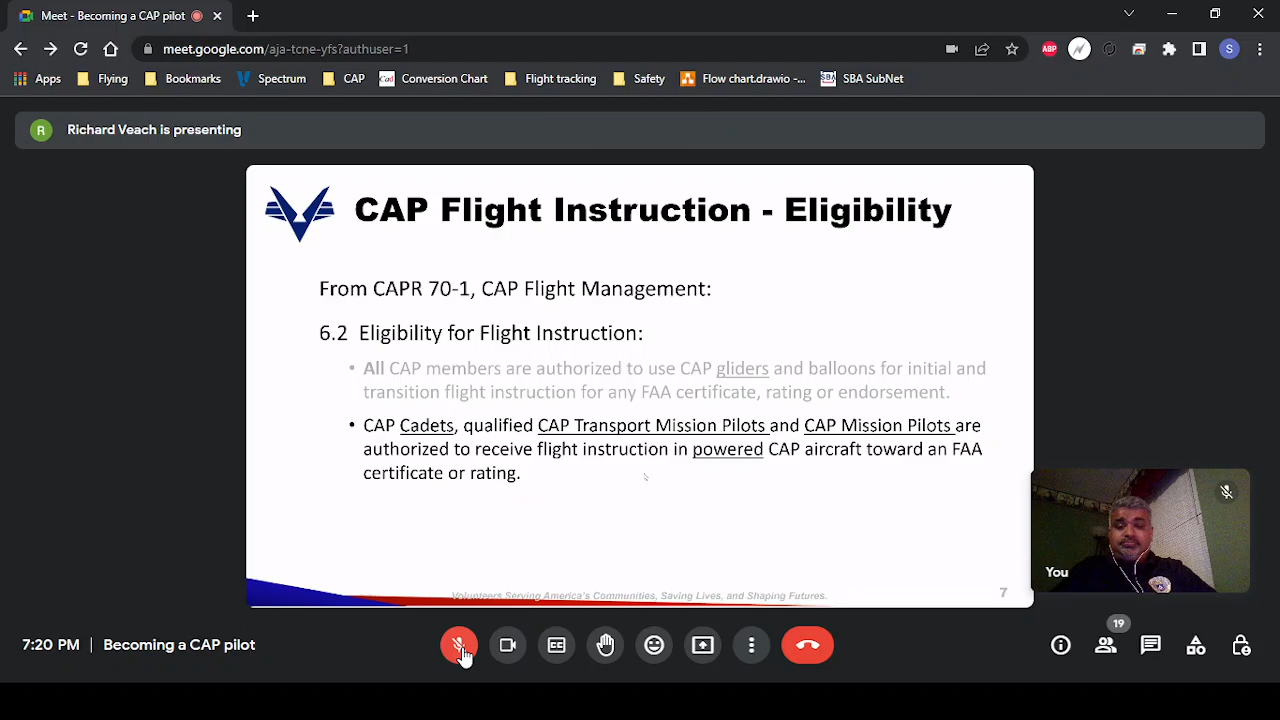 Meet - Becoming a CAP pilot
meet.google.com/aja-tcne-yfs?authuser=1
ABP
S
Apps Flying Bookmarks Spectrum CAP Cad Conversion Chart Flight tracking Safety Flow chart.drawio -... SBA SBA SubNet
R Richard Veach is presenting
CAP Flight Instruction - Eligibility
From CAPR 70-1, CAP Flight Management:
6.2 Eligibility for Flight Instruction:
• All CAP members are authorized to use CAP gliders and balloons for initial and
transition flight instruction for any FAA certificate, rating or endorsement.
• CAP Cadets, qualified CAP Transport Mission Pilots and CAP Mission Pilots are
authorized to receive flight instruction in powered CAP aircraft toward an FAA
certificate or rating.
Volunteers Serving America's Communities, Saving Lives, and Shaping Futures.
7
You
19
7:20 PM | Becoming a CAP pilot
CC